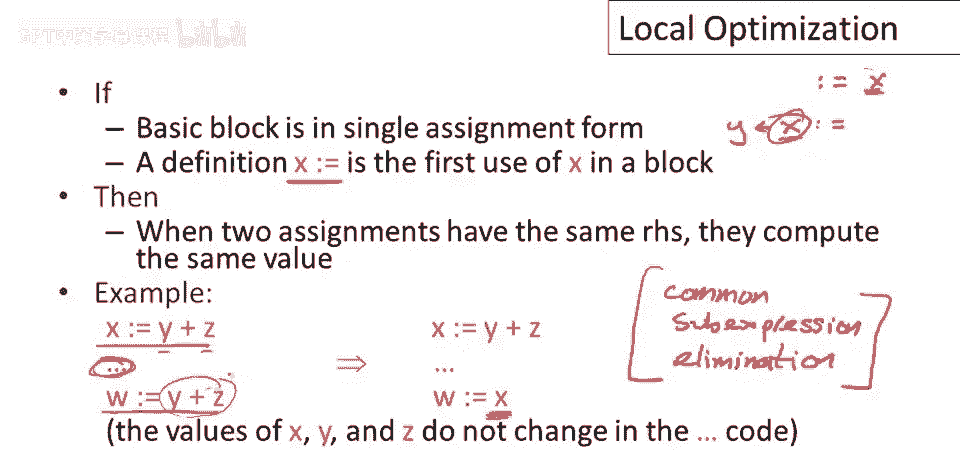 Local Optimization
:= x
y ← x :=
• If
– Basic block is in single assignment form
– A definition x := is the first use of x in a block
• Then
– When two assignments have the same rhs, they compute
the same value
• Example:
x := y + z
...
w := y + z
⇒
x := y + z
...
w := x
common
subexpression
elimination
(the values of x, y, and z do not change in the ... code)